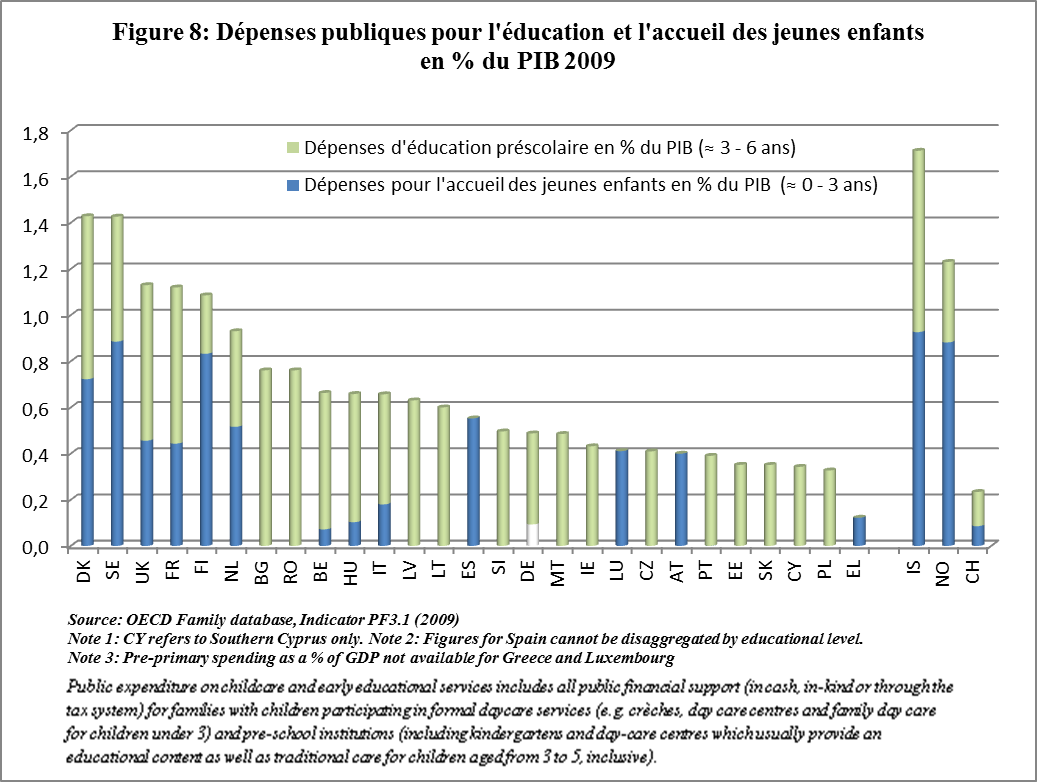 Figure 8: Dépenses publiques pour l'éducation et l'accueil des jeunes enfants
en % du PIB 2009
1,8
1,6
1,4
1,2
1,0
0,8
0,6
0,4
0,2
0,0
Dépenses d'éducation préscolaire en % du PIB (≈ 3 - 6 ans)
Dépenses pour l'accueil des jeunes enfants en % du PIB (≈ 0 - 3 ans)
DK SE UK FR FI NL BG RO BE HU IT LV LT ES SI DE MT IE LU CZ AT PT EE SK CY PL EL IS NO CH
Source: OECD Family database, Indicator PF3.1 (2009)
Note 1: CY refers to Southern Cyprus only. Note 2: Figures for Spain cannot be disaggregated by educational level.
Note 3: Pre-primary spending as a % of GDP not available for Greece and Luxembourg
Public expenditure on childcare and early educational services includes all public financial support (in cash, in-kind or through the
tax system) for families with children participating in formal daycare services (e.g. crèches, day care centres and family day care
for children under 3) and pre-school institutions (including kindergartens and day-care centres which usually provide an
educational content as well as traditional care for children aged from 3 to 5, inclusive).